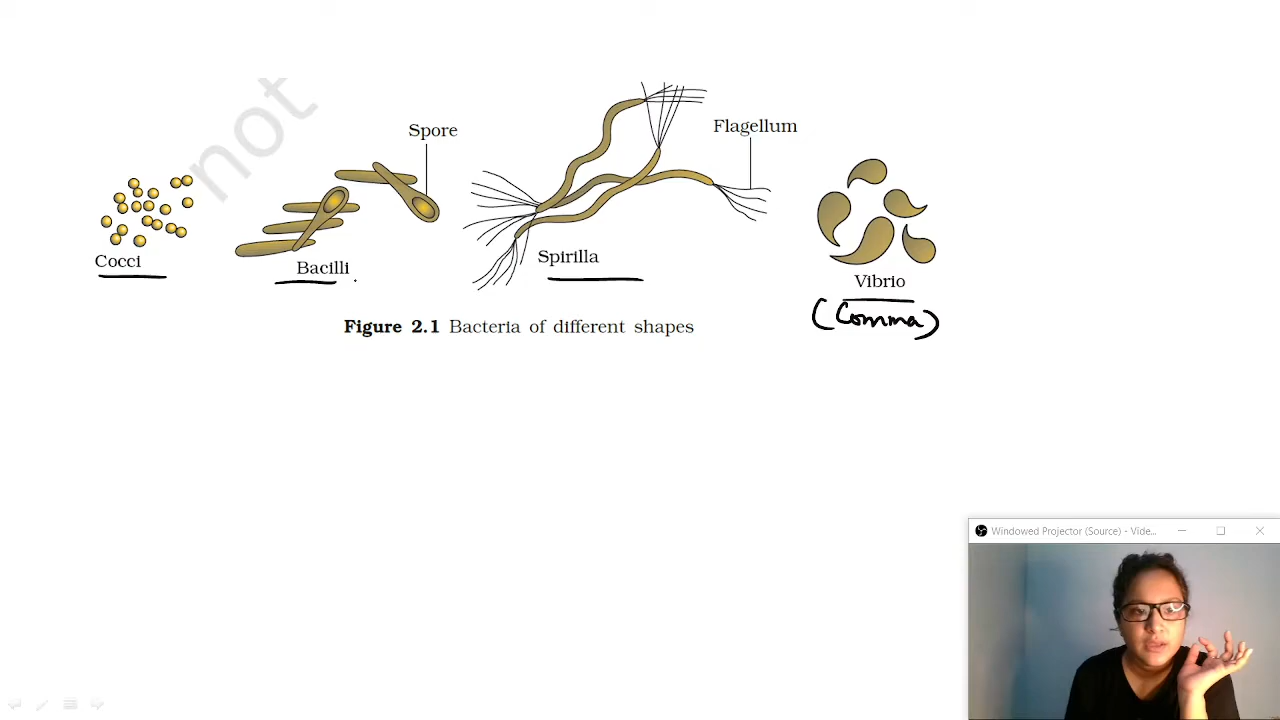 not
Spore
Flagellum
Cocci
Bacilli
Spirilla
Vibrio
(Comma)
Figure 2.1 Bacteria of different shapes
Windowed Projector (Source) - Vide...